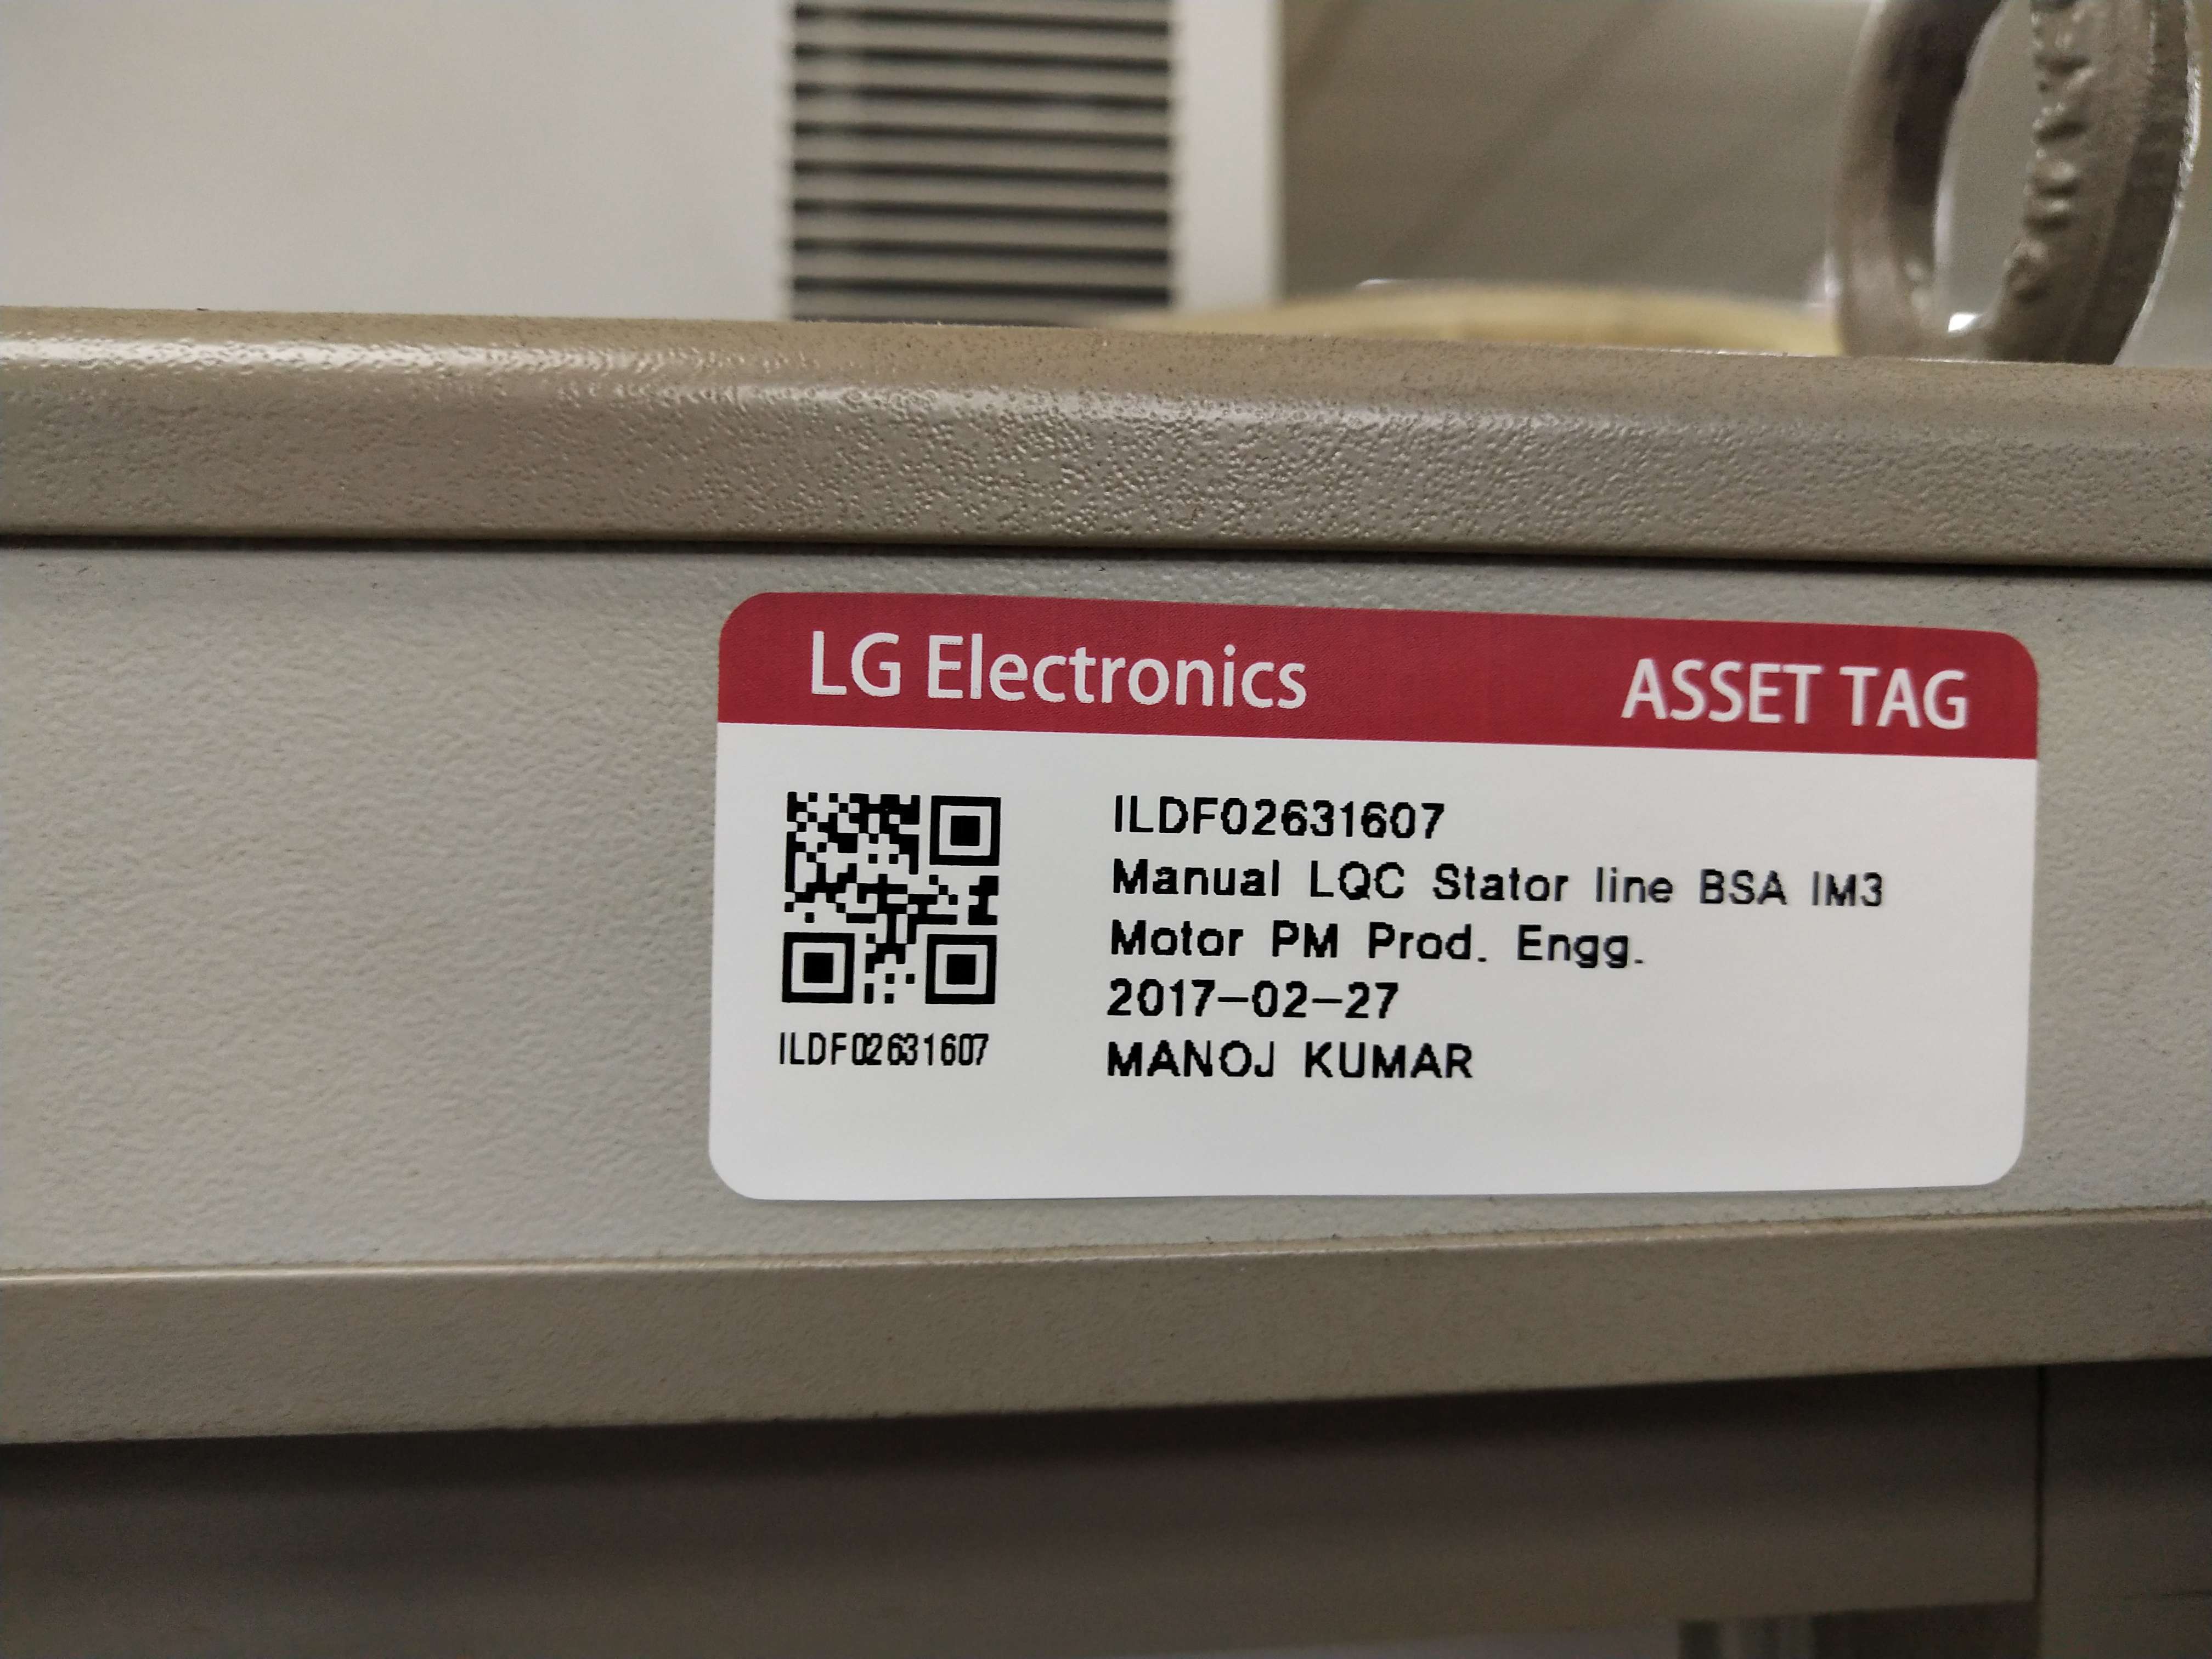 LG Electronics ASSET TAG
ILDF02631607
Manual LQC Stator line BSA IM3
Motor PM Prod. Engg.
2017-02-27
MANOJ KUMAR
ILDF02631607